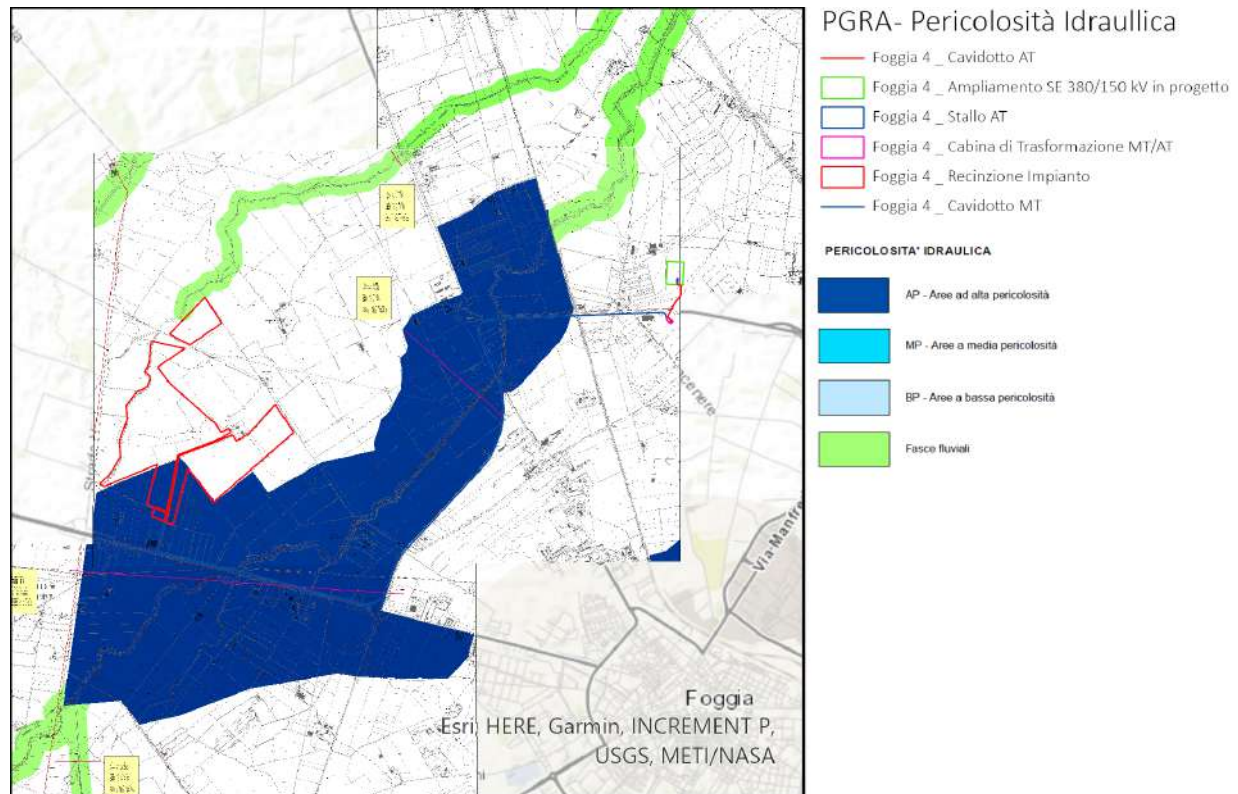 PGRA- Pericolosità Idraullica
Foggia 4 _ Cavidotto AT
Foggia 4 _ Ampliamento SE 380/150 kV in progetto
Foggia 4 _ Stallo AT
Foggia 4 _ Cabina di Trasformazione MT/AT
Foggia 4 _ Recinzione Impianto
Foggia 4 _ Cavidotto MT
PERICOLOSITA' IDRAULICA
AP - Aree ad alta pericolosità
MP - Aree a media pericolosità
BP - Aree a bassa pericolosità
Fasce fluviali
Via Manfre
Foggia
Esri, HERE, Garmin, INCREMENT P,
USGS, METI/NASA